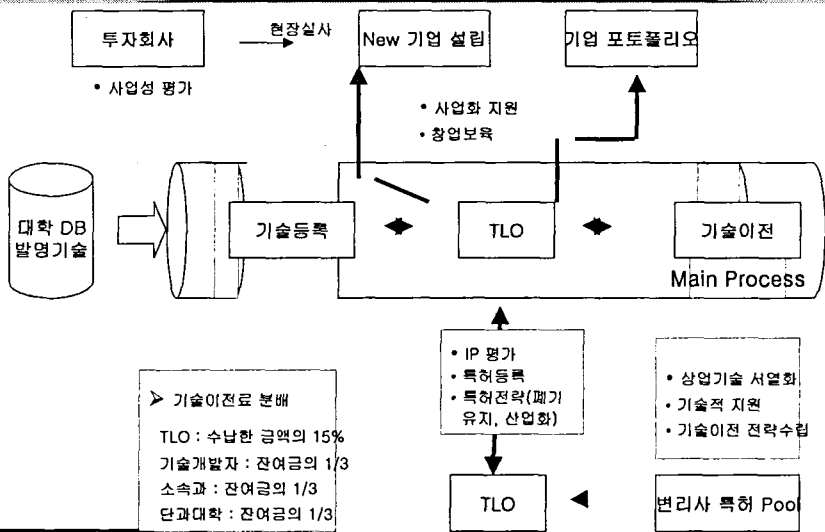 투자회사
현장실사
New 기업 설립
기업 포토폴리오
• 사업성 평가
• 사업화 지원
• 창업보육
대학 DB
발명기술
기술등록
TLO
기술이전
Main Process
• IP 평가
• 특허등록
• 특허전략(폐기
유지, 산업화)
• 상업기술 서열화
• 기술적 지원
• 기술이전 전략수립
➢ 기술이전료 분배
TLO : 수납한 금액의 15%
기술개발자 : 잔여금의 1/3
소속과 : 잔여금의 1/3
단과대학 : 잔여금의 1/3
TLO
변리사 특허 Pool